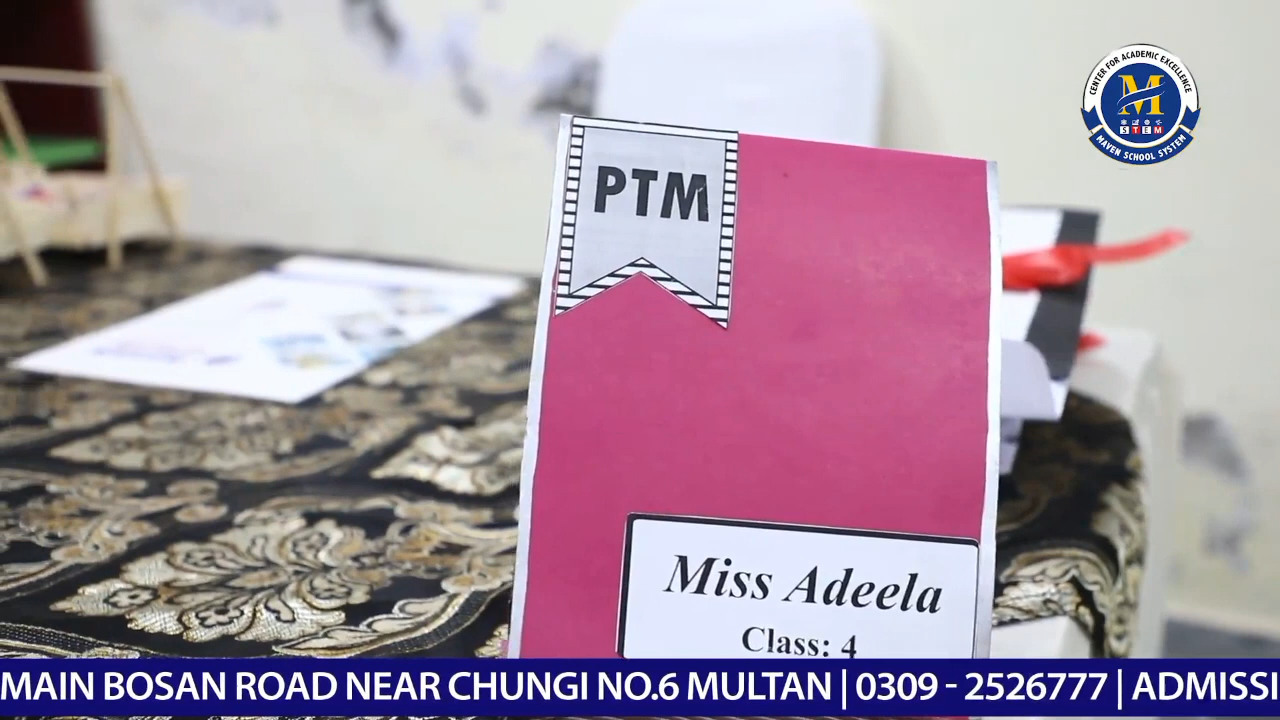 CENTER FOR ACADEMIC EXCELLENCE
M
STEM
MAVEN SCHOOL SYSTEM
PTM
Miss Adeela
Class: 4
MAIN BOSAN ROAD NEAR CHUNGI NO.6 MULTAN | 0309 - 2526777 | ADMISSI